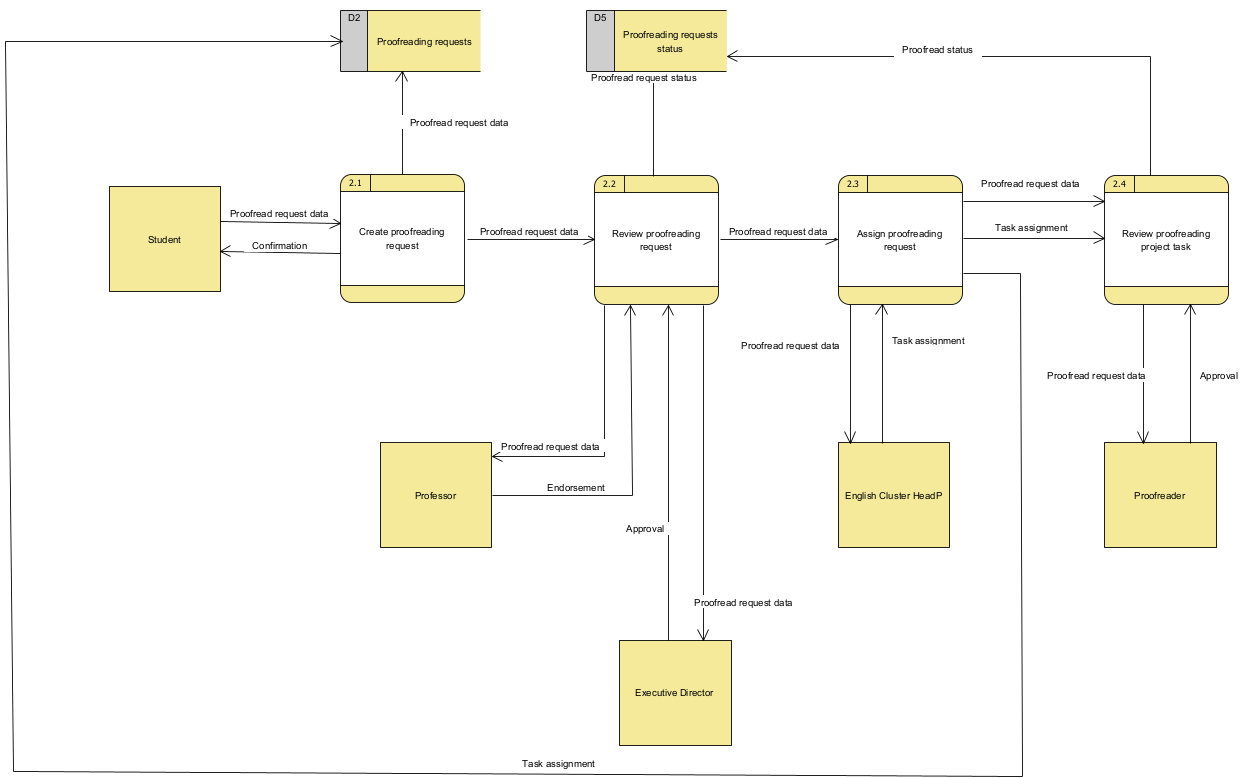 D2
Proofreading requests
D5
Proofreading requests
status
Proofread status
Proofread request status
Proofread request data
2.1
Create proofreading
request
2.2
Review proofreading
request
2.3
Assign proofreading
request
2.4
Review proofreading
project task
Student
Proofread request data
Confirmation
Proofread request data
Proofread request data
Proofread request data
Task assignment
Proofread request data
Task assignment
Proofread request data
Approval
Proofread request data
Endorsement
Professor
English Cluster HeadP
Proofreader
Approval
Proofread request data
Executive Director
Task assignment